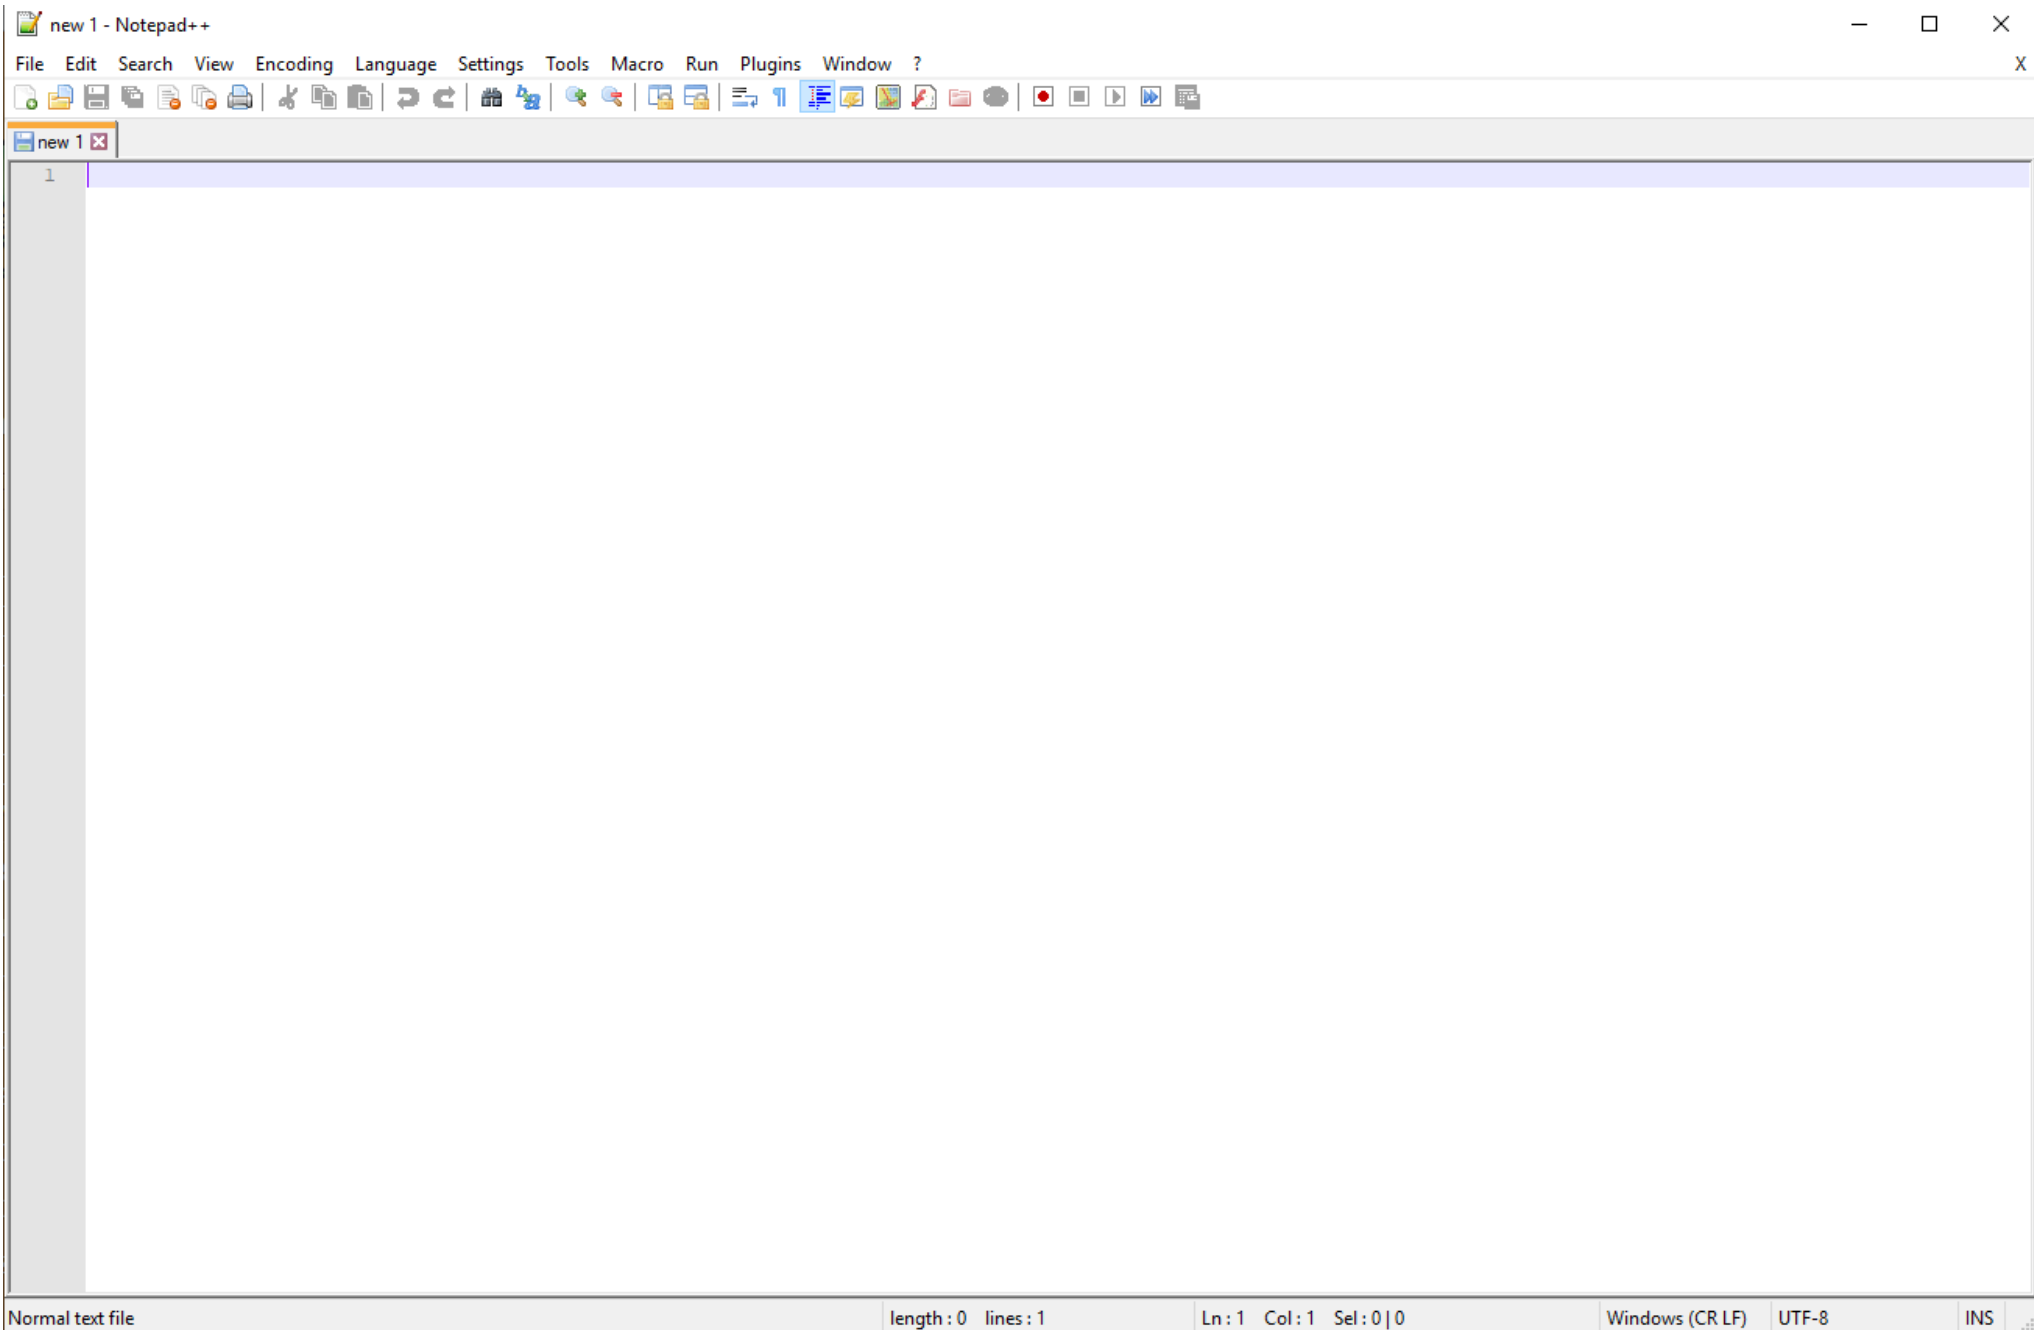 new 1 - Notepad++
File Edit Search View Encoding Language Settings Tools Macro Run Plugins Window ? X
new 1
1
Normal text file length : 0 lines : 1 Ln : 1 Col : 1 Sel : 0 | 0 Windows (CR LF) UTF-8 INS